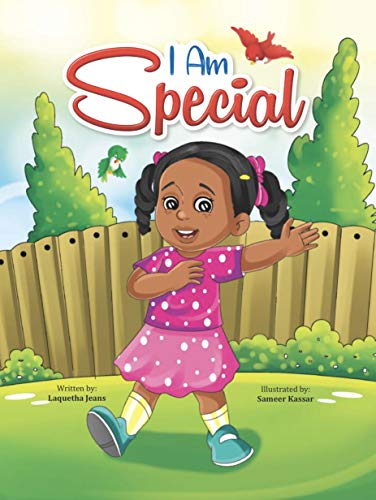 I Am
Special
Written by:
Laquetha Jeans
Illustrated by:
Sameer Kassar